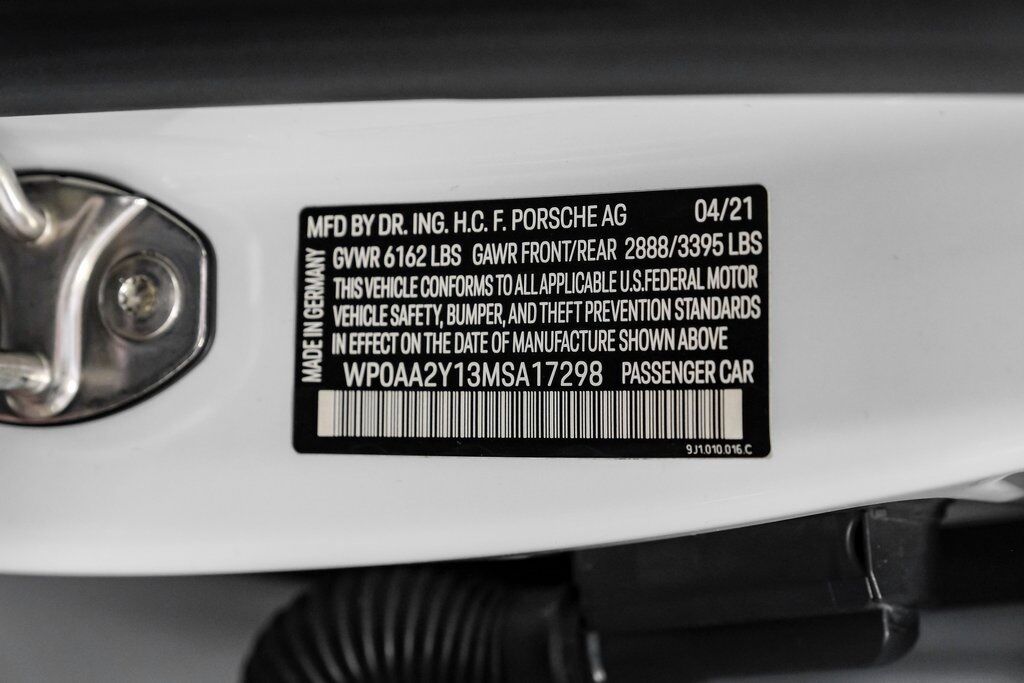 MFD BY DR. ING. H.C. F. PORSCHE AG 04/21
GVWR 6162 LBS GAWR FRONT/REAR 2888/3395 LBS
THIS VEHICLE CONFORMS TO ALL APPLICABLE U.S.FEDERAL MOTOR
VEHICLE SAFETY, BUMPER, AND THEFT PREVENTION STANDARDS
IN EFFECT ON THE DATE OF MANUFACTURE SHOWN ABOVE
WP0AA2Y13MSA17298 PASSENGER CAR
MADE IN GERMANY
9J1.010.016.C